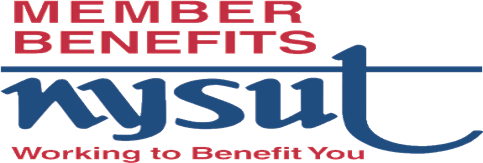 MEMBER
BENEFITS
nysut
Working to Benefit You